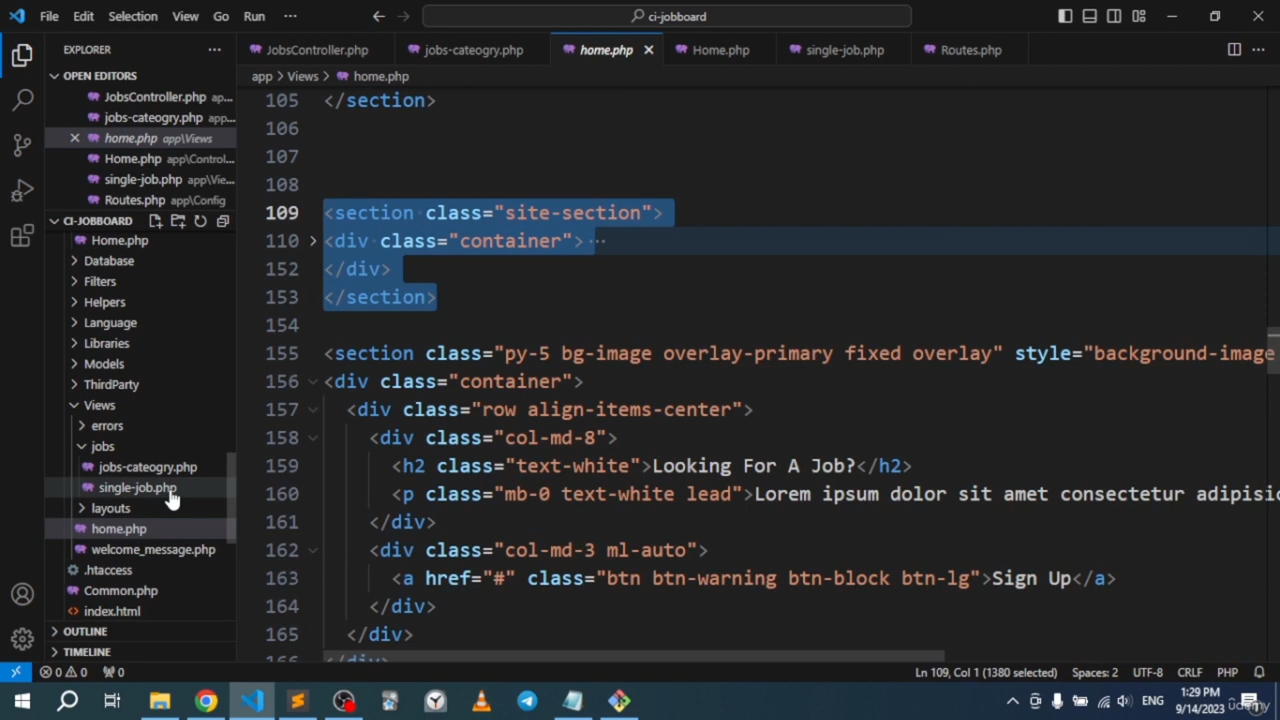 File Edit Selection View Go Run ··· ci-jobboard
EXPLORER ···
JobsController.php jobs-cateogry.php home.php Home.php single-job.php Routes.php
OPEN EDITORS
app > Views > home.php
JobsController.php ap...
jobs-cateogry.php app...
home.php app\Views
Home.php app\Control...
single-job.php app\Vie...
Routes.php app\Config
CI-JOBBOARD
Home.php
Database
Filters
Helpers
Language
Libraries
Models
ThirdParty
Views
errors
jobs
jobs-cateogry.php
single-job.php
layouts
home.php
welcome_message.php
.htaccess
Common.php
index.html
OUTLINE
TIMELINE
105 </section>
106
107
108
109 <section class="site-section">
110 <div class="container"> ···
152 </div>
153 </section>
154
155 <section class="py-5 bg-image overlay-primary fixed overlay" style="background-image
156 <div class="container">
157 <div class="row align-items-center">
158 <div class="col-md-8">
159 <h2 class="text-white">Looking For A Job?</h2>
160 <p class="mb-0 text-white lead">Lorem ipsum dolor sit amet consectetur adipisi
161 </div>
162 <div class="col-md-3 ml-auto">
163 <a href="#" class="btn btn-warning btn-block btn-lg">Sign Up</a>
164 </div>
165 </div>
166 </div>
0 0 0 Ln 109, Col 1 (1380 selected) Spaces: 2 UTF-8 CRLF PHP
ENG 1:29 PM
9/14/2023
udemy